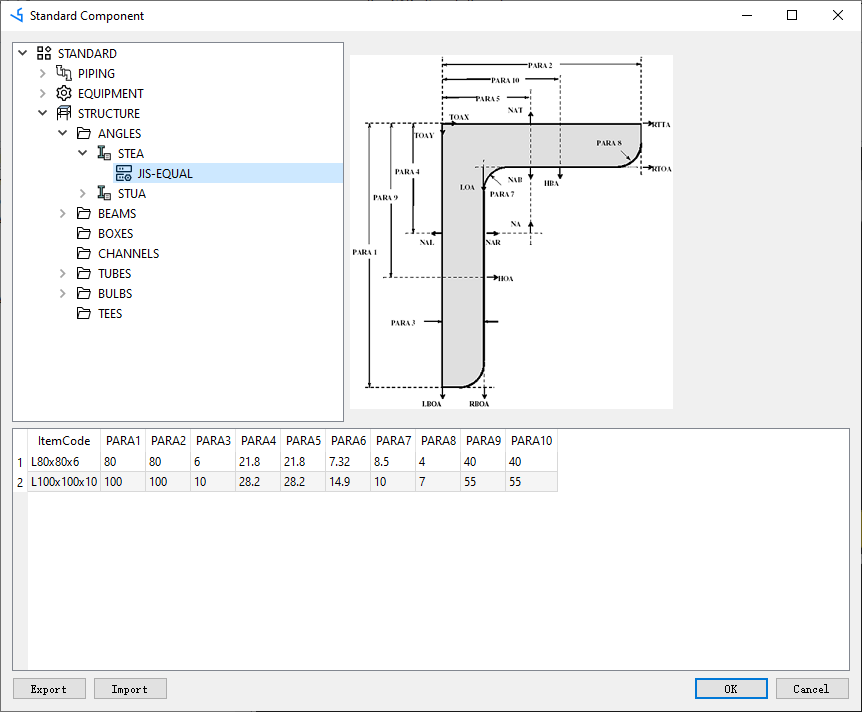 Standard Component
STANDARD
PIPING
EQUIPMENT
STRUCTURE
ANGLES
STEA
JIS-EQUAL
STUA
BEAMS
BOXES
CHANNELS
TUBES
BULBS
TEES
PARA 2
PARA 10
PARA 5
NAT
TOAX
RTTA
TOAY
PARA 8
PARA 4
RTOA
NAB
HBA
LOA
PARA 7
PARA 9
NA
NAL
NAR
PARA 1
HOA
PARA 3
LBOA
RBOA
ItemCode PARA1 PARA2 PARA3 PARA4 PARA5 PARA6 PARA7 PARA8 PARA9 PARA10
1 L80x80x6 80 80 6 21.8 21.8 7.32 8.5 4 40 40
2 L100x100x10 100 100 10 28.2 28.2 14.9 10 7 55 55
Export Import OK Cancel